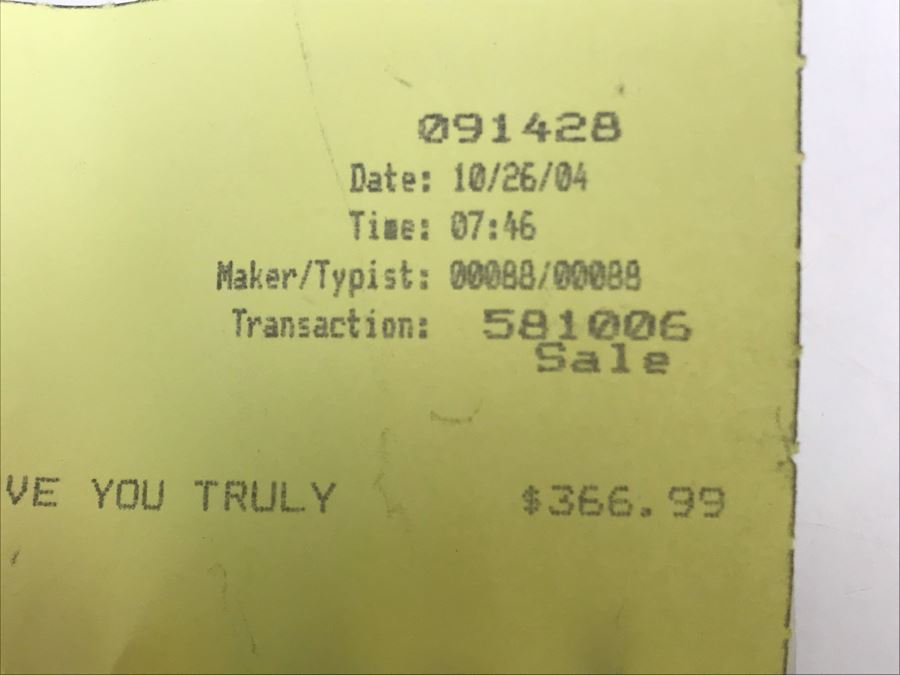 091428
Date: 10/26/04
Time: 07:46
Maker/Typist: 00088/00088
Transaction: 581006
Sale
VE YOU TRULY $366.99